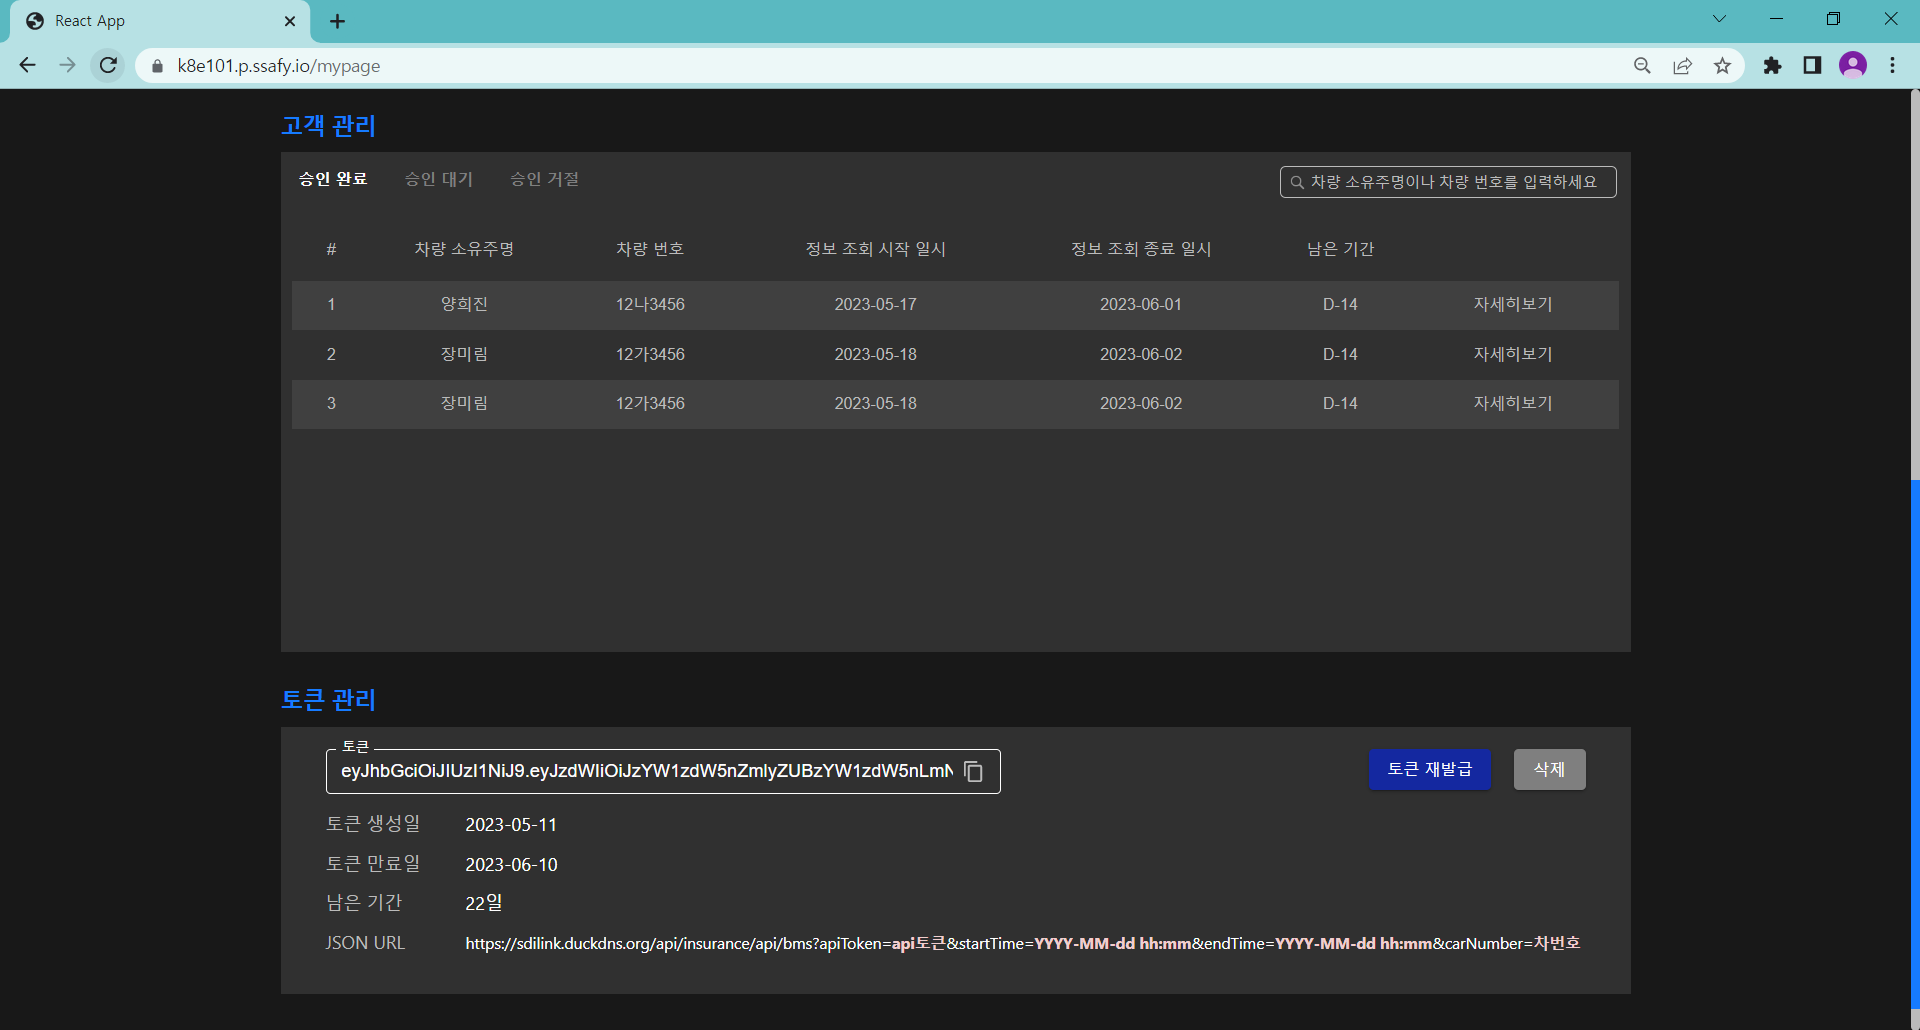 React App
k8e101.p.ssafy.io/mypage
고객 관리
승인 완료 승인 대기 승인 거절 차량 소유주명이나 차량 번호를 입력하세요
# 차량 소유주명 차량 번호 정보 조회 시작 일시 정보 조회 종료 일시 남은 기간
1 양희진 12나3456 2023-05-17 2023-06-01 D-14 자세히보기
2 장미림 12가3456 2023-05-18 2023-06-02 D-14 자세히보기
3 장미림 12가3456 2023-05-18 2023-06-02 D-14 자세히보기
토큰 관리
토큰
eyJhbGciOiJIUzI1NiJ9.eyJzdWIiOiJzYW1zdW5nZmlyZUBzYW1zdW5nLmN 토큰 재발급 삭제
토큰 생성일 2023-05-11
토큰 만료일 2023-06-10
남은 기간 22일
JSON URL https://sdilink.duckdns.org/api/insurance/api/bms?apiToken=api토큰&startTime=YYYY-MM-dd hh:mm&endTime=YYYY-MM-dd hh:mm&carNumber=차번호